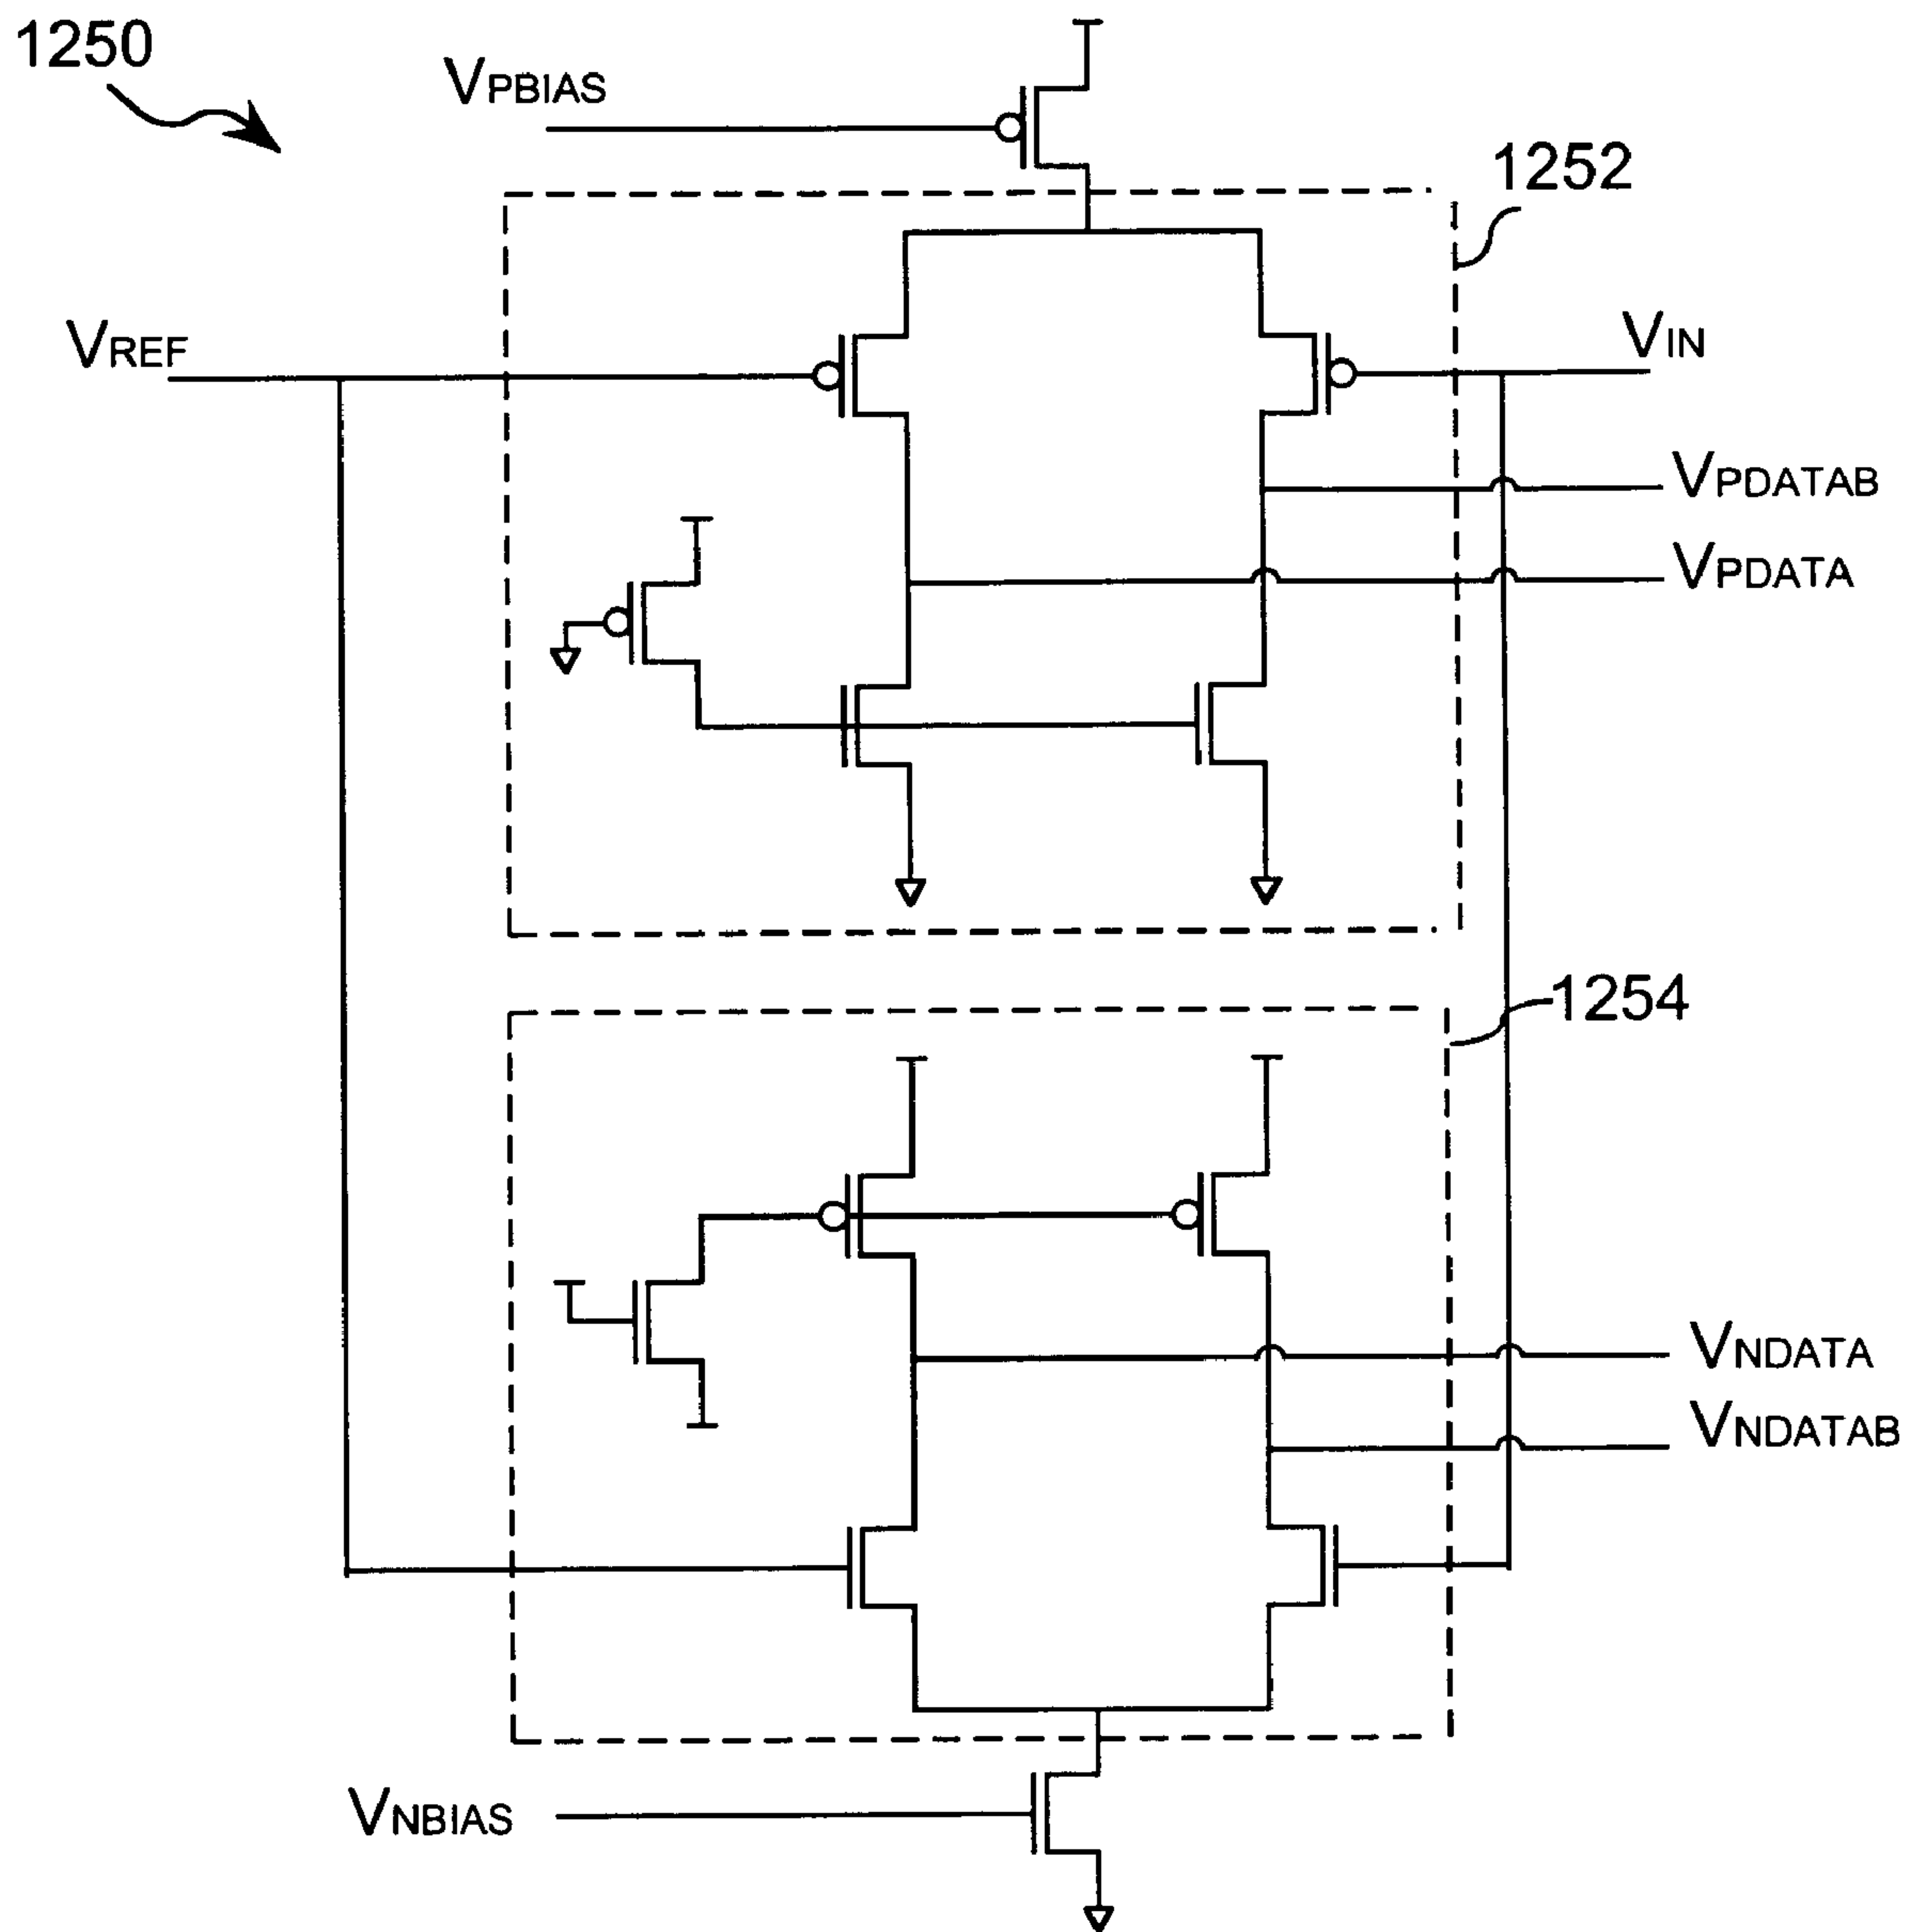 1250
VPBIAS
1252
VREF
VIN
VPDATAB
VPDATA
1254
VNDATA
VNDATAB
VNBIAS